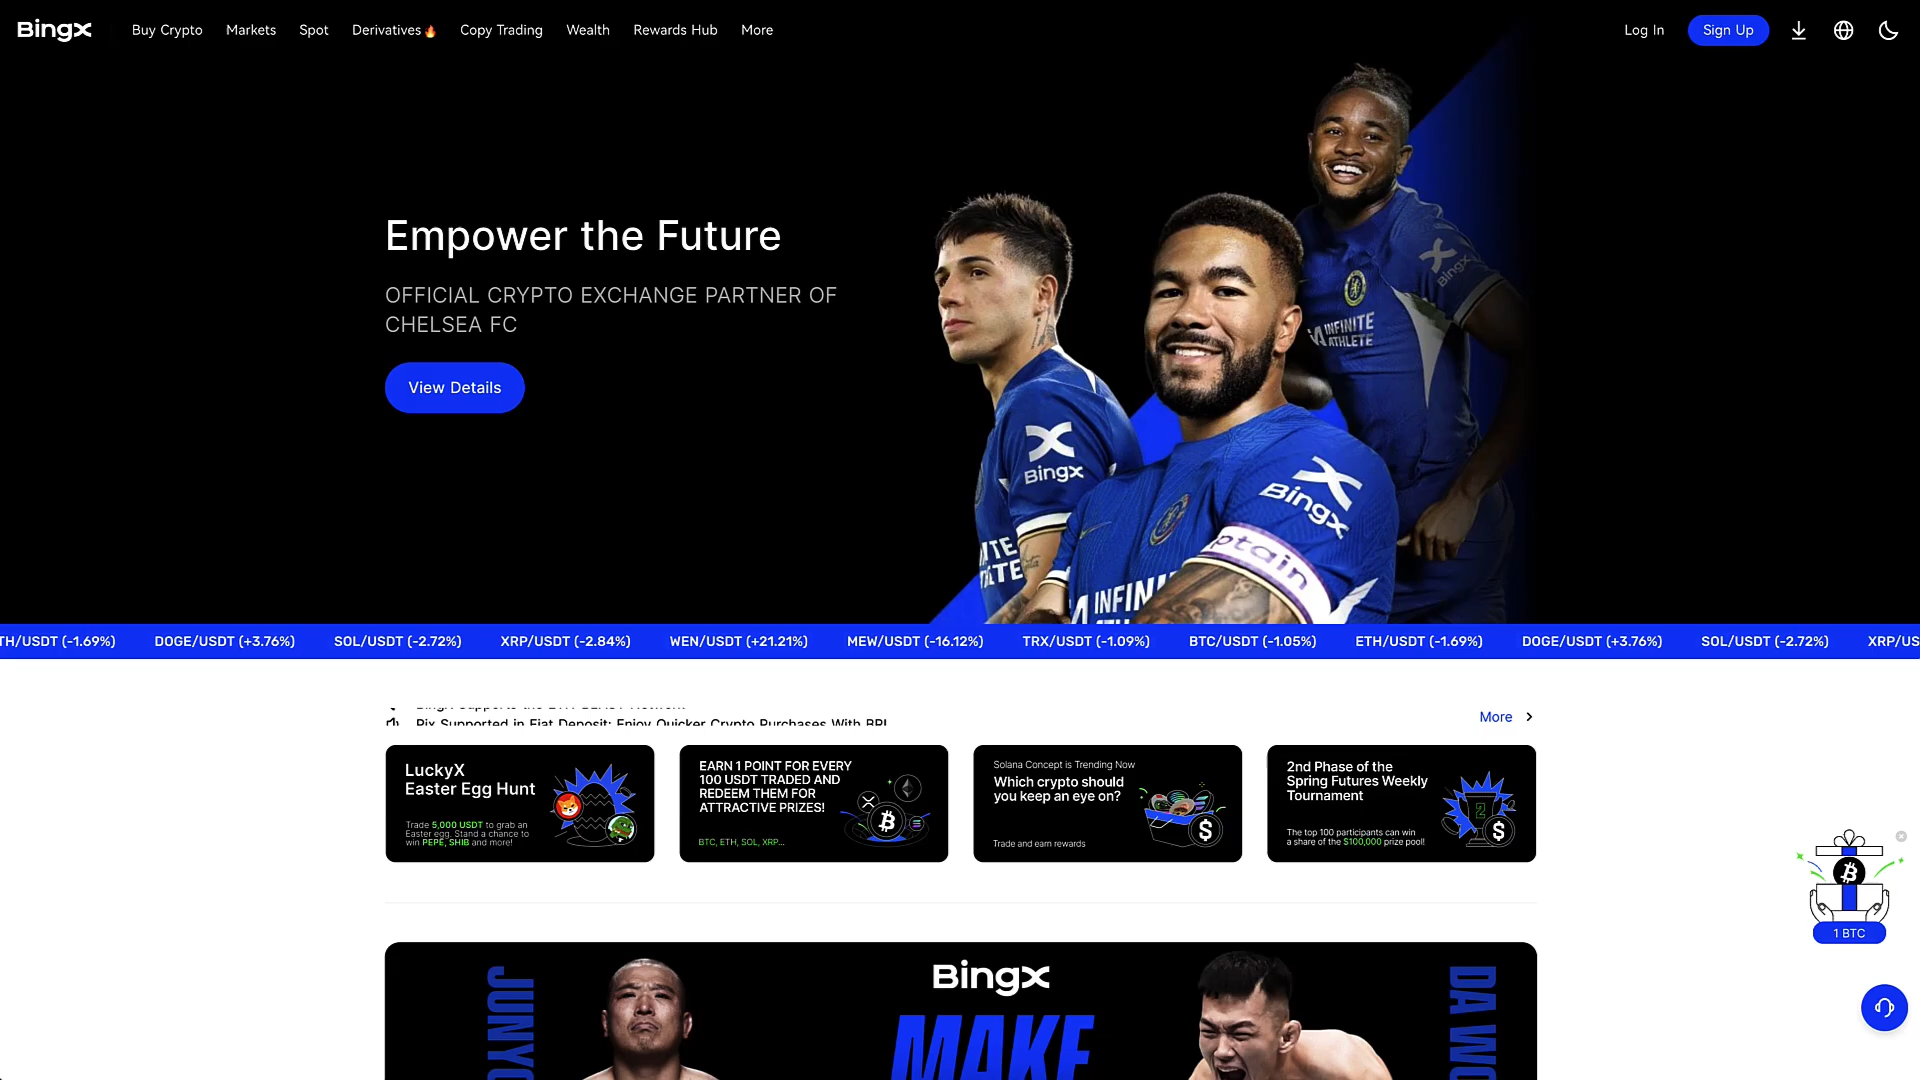 BingX
Buy Crypto
Markets
Spot
Derivatives
Copy Trading
Wealth
Rewards Hub
More
Log In
Sign Up
Empower the Future
OFFICIAL CRYPTO EXCHANGE PARTNER OF
CHELSEA FC
View Details
BingX
BingX
BingX
INFINITE
ATHLETE
ptain
INFINI
TH/USDT (-1.69%)
DOGE/USDT (+3.76%)
SOL/USDT (-2.72%)
XRP/USDT (-2.84%)
WEN/USDT (+21.21%)
MEW/USDT (-16.12%)
TRX/USDT (-1.09%)
BTC/USDT (-1.05%)
ETH/USDT (-1.69%)
DOGE/USDT (+3.76%)
SOL/USDT (-2.72%)
XRP/US
Pix Supported in Fiat Deposit: Enjoy Quicker Crypto Purchases With BRL
More
LuckyX
Easter Egg Hunt
Trade 5,000 USDT to grab an
Easter egg. Stand a chance to
win PEPE, SHIB and more!
EARN 1 POINT FOR EVERY
100 USDT TRADED AND
REDEEM THEM FOR
ATTRACTIVE PRIZES!
BTC, ETH, SOL, XRP...
Solana Concept is Trending Now
Which crypto should
you keep an eye on?
Trade and earn rewards
2nd Phase of the
Spring Futures Weekly
Tournament
The top 100 participants can win
a share of the $100,000 prize pool!
2
1 BTC
BingX
MAKE
JUNYO
DA WO